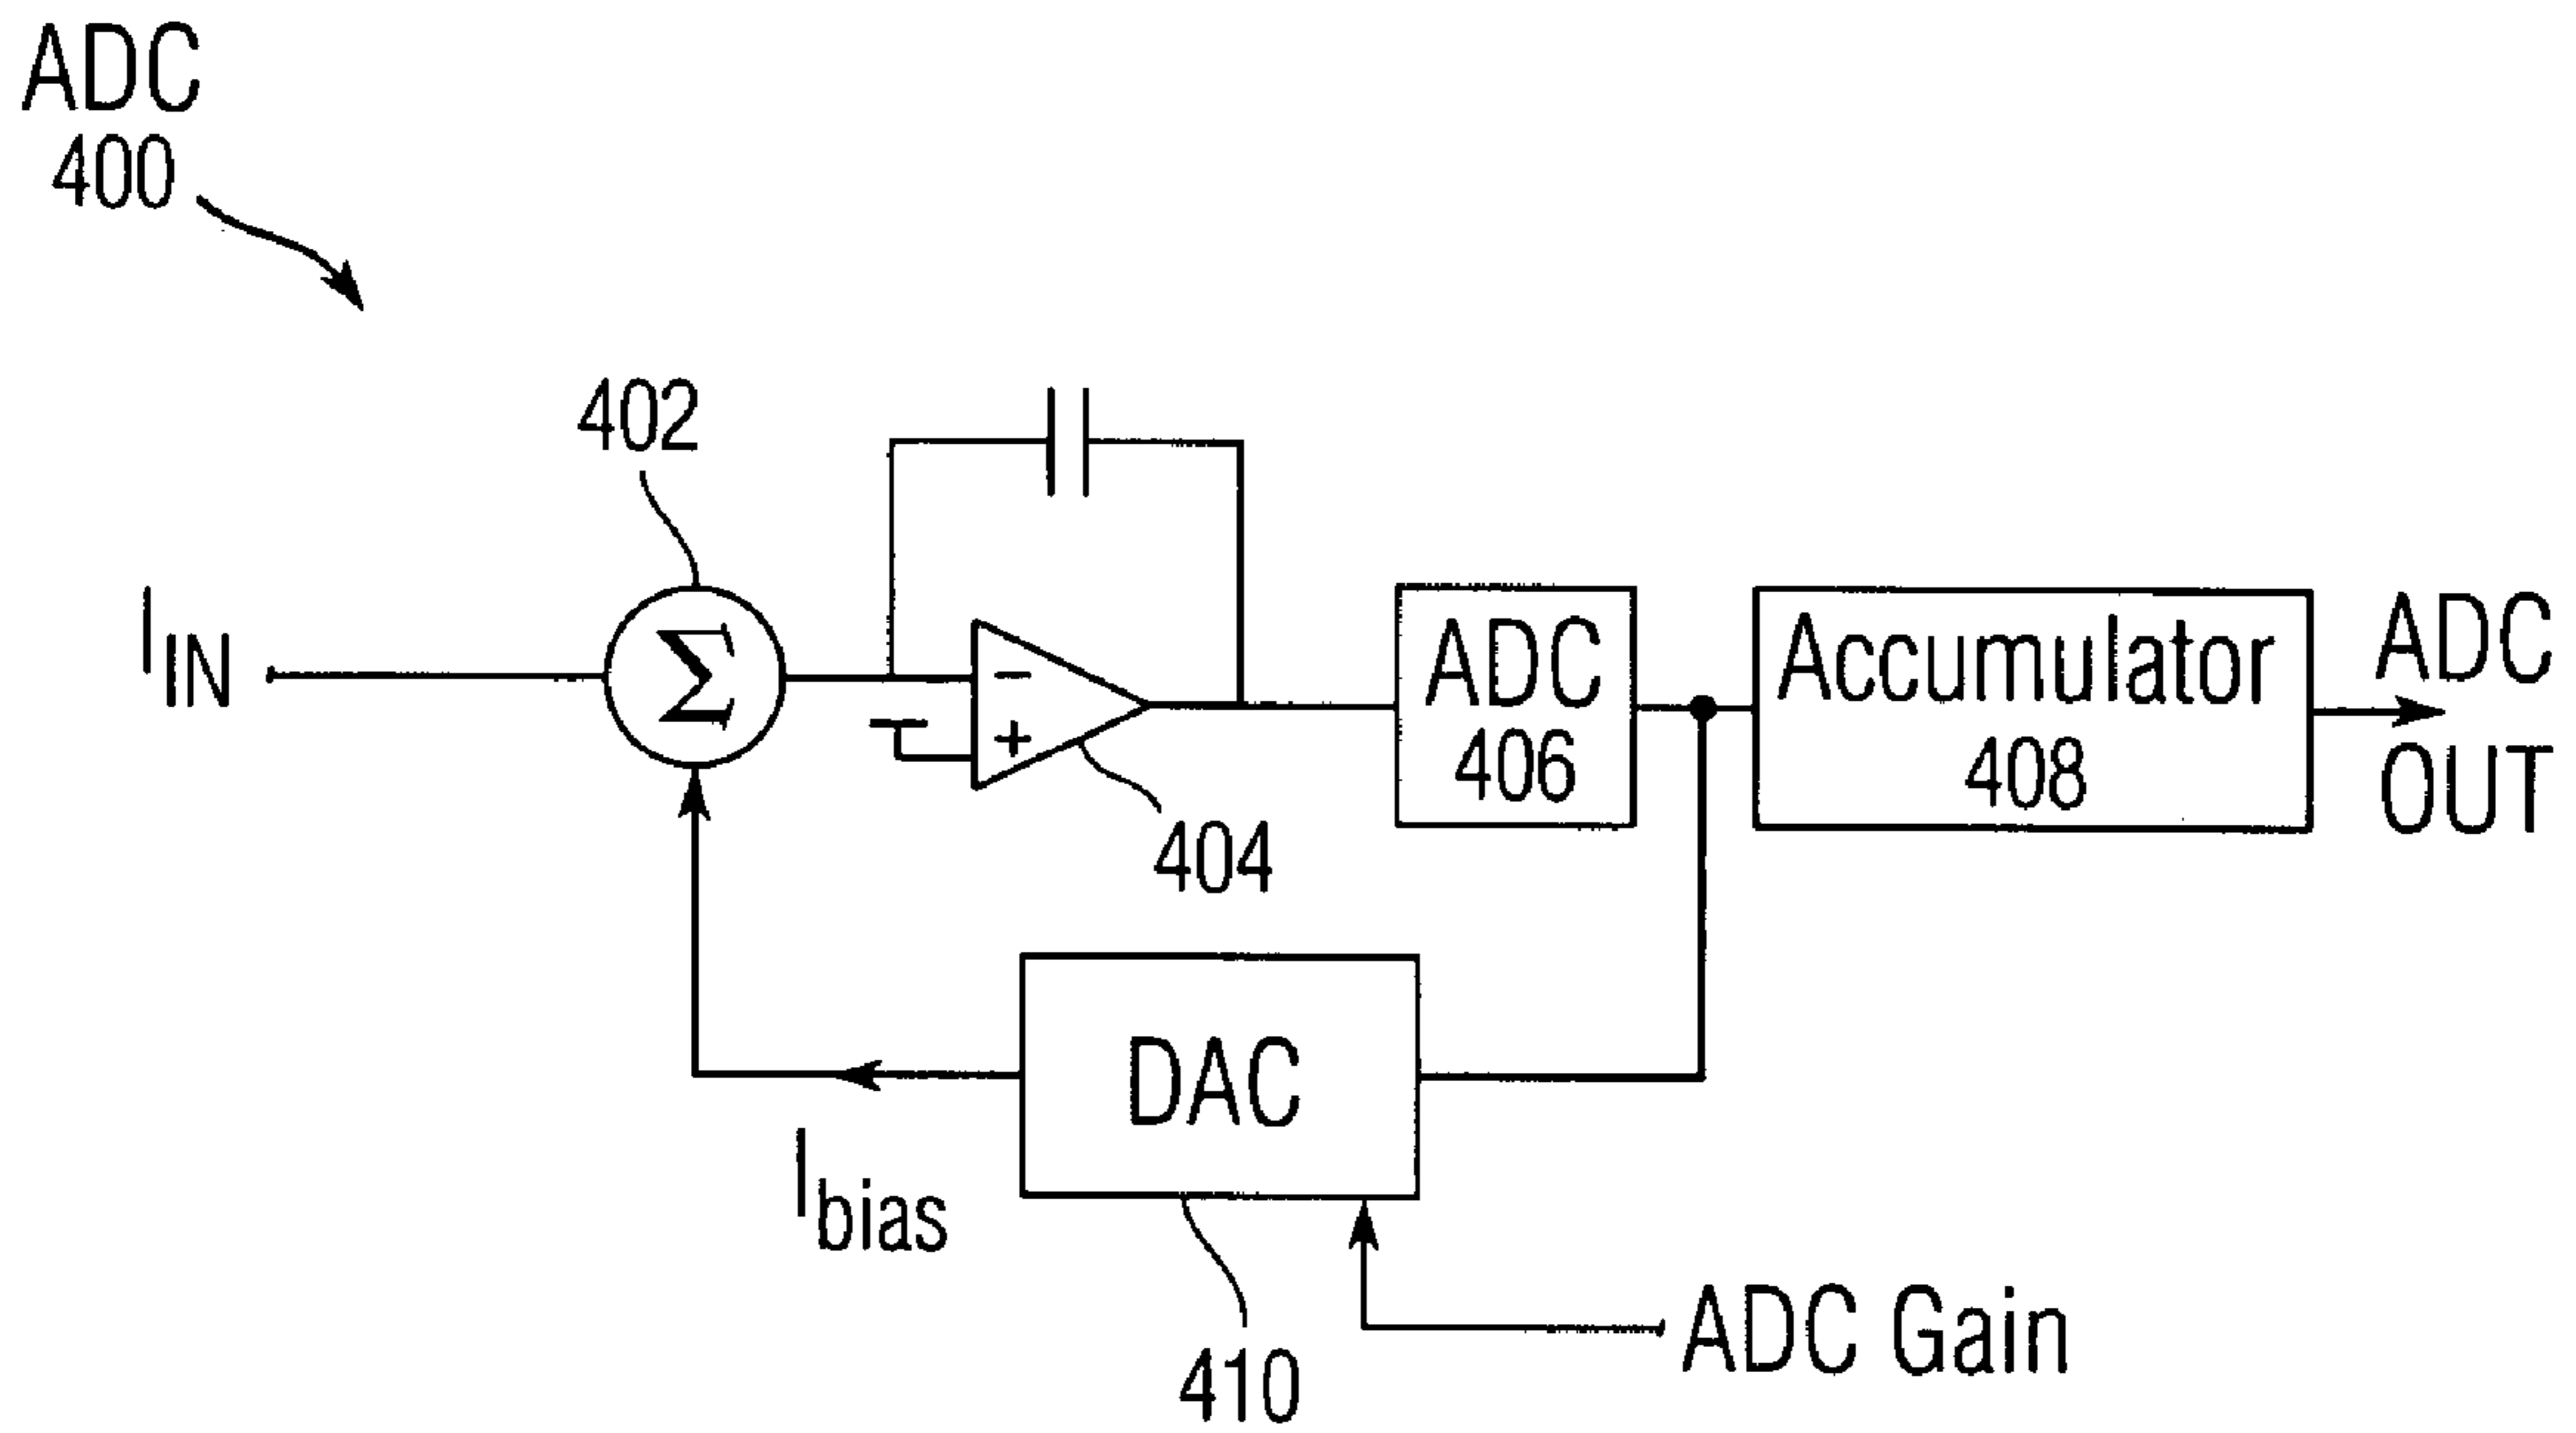 ADC
400
402
I_IN
Σ
−
+
404
ADC
406
Accumulator
408
ADC
OUT
DAC
I_bias
410
ADC Gain